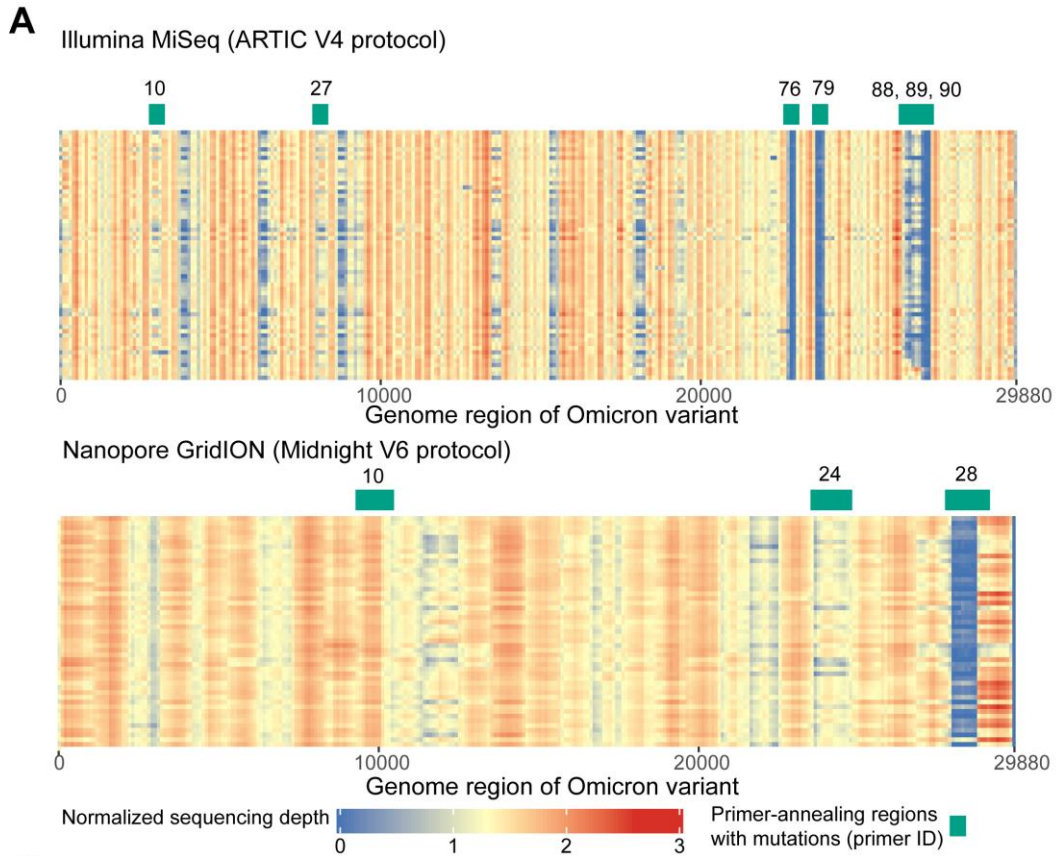 A
Illumina MiSeq (ARTIC V4 protocol)
10 27 76 79 88, 89, 90
0 10000 20000 29880
Genome region of Omicron variant
Nanopore GridION (Midnight V6 protocol)
10 24 28
0 10000 20000 29880
Genome region of Omicron variant
Normalized sequencing depth
0 1 2 3
Primer-annealing regions
with mutations (primer ID)